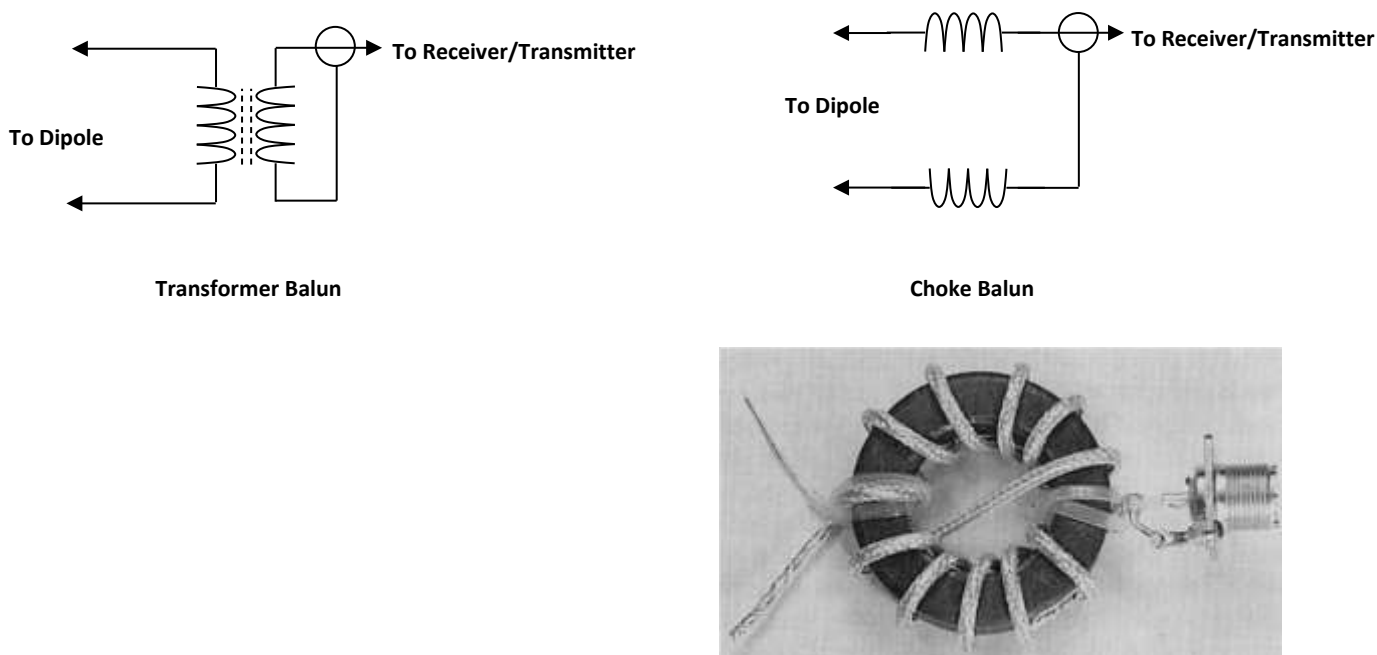 To Receiver/Transmitter
To Dipole
Transformer Balun
To Receiver/Transmitter
To Dipole
Choke Balun